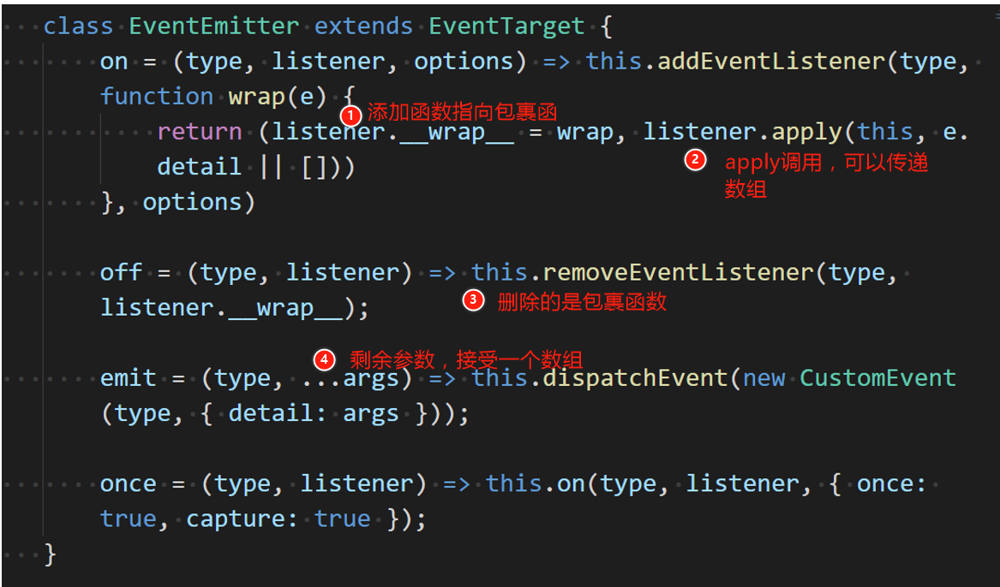 class EventEmitter extends EventTarget {
on = (type, listener, options) => this.addEventListener(type,
function wrap(e) {
1 添加函数指向包裹函
return (listener.__wrap__ = wrap, listener.apply(this, e.
2 apply调用，可以传递
detail || []))
数组
}, options)
off = (type, listener) => this.removeEventListener(type,
3 删除的是包裹函数
listener.__wrap__);
4 剩余参数，接受一个数组
emit = (type, ...args) => this.dispatchEvent(new CustomEvent
(type, { detail: args }));
once = (type, listener) => this.on(type, listener, { once:
true, capture: true });
}